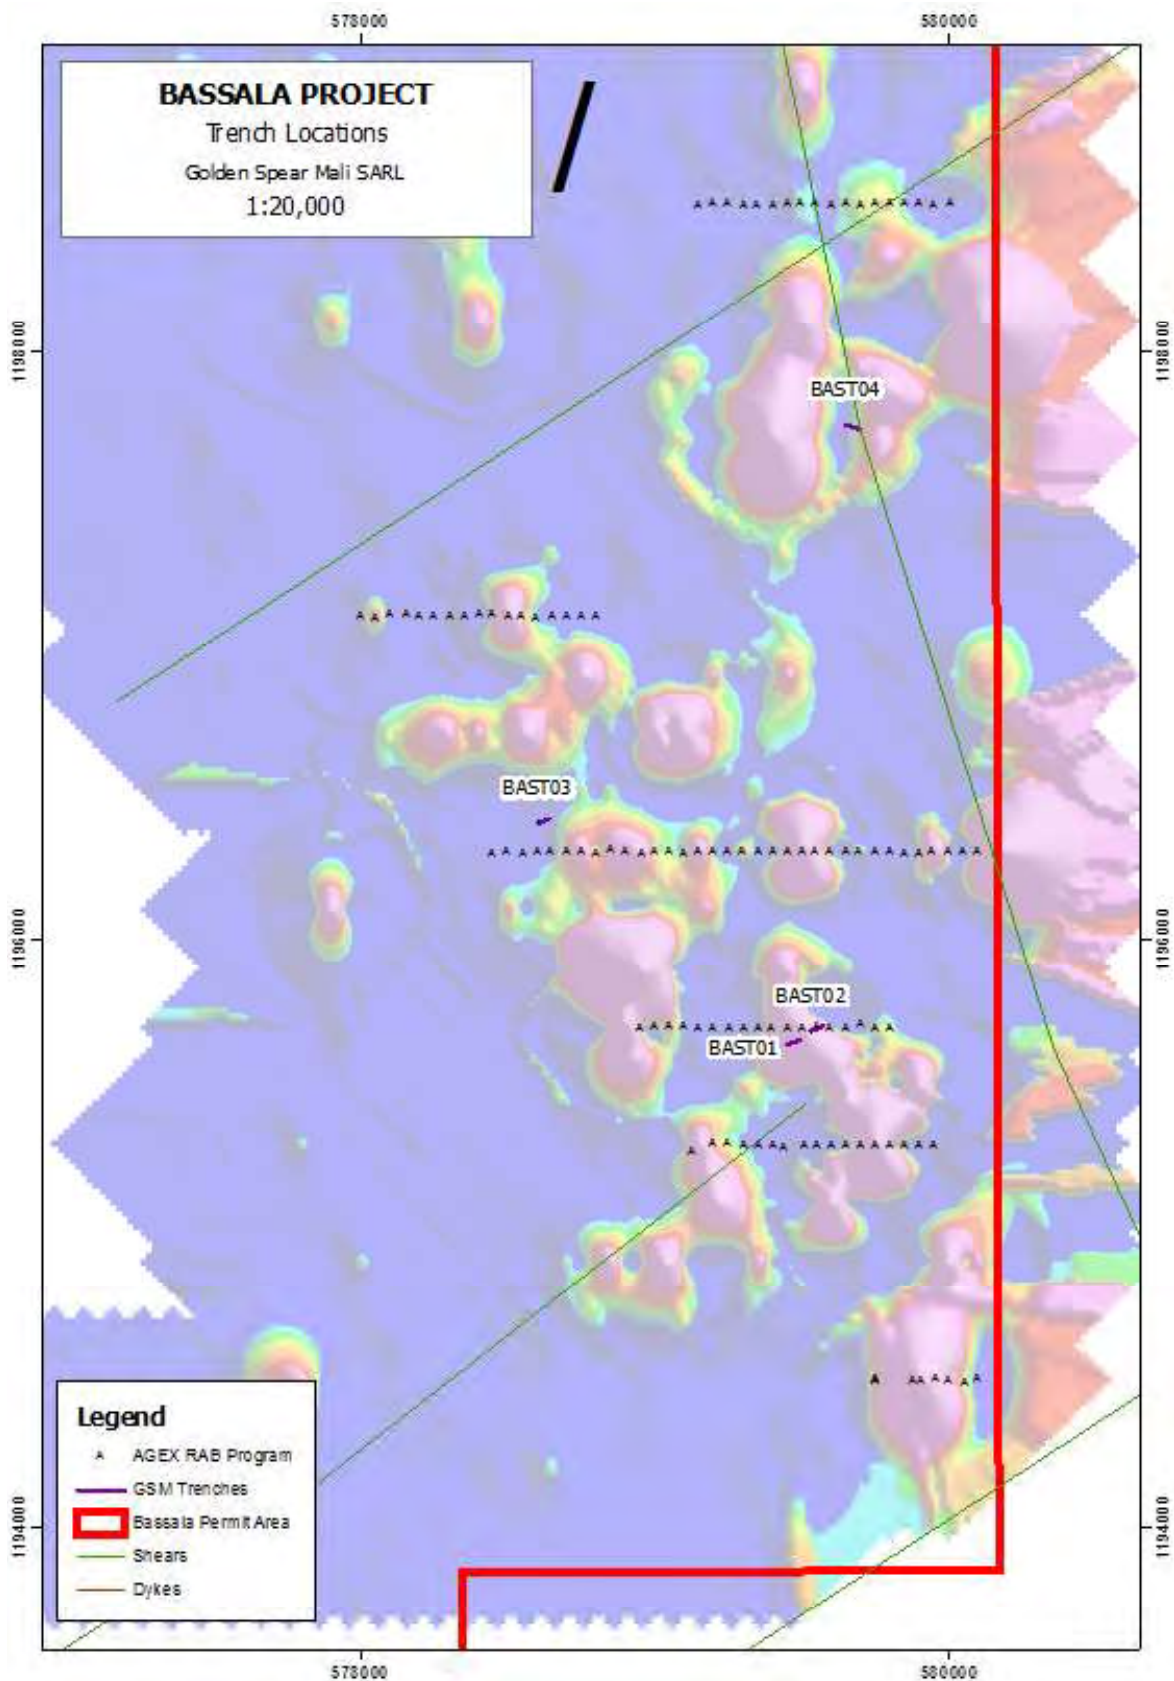 578000
580000
BASSALA PROJECT
Trench Locations
Golden Spear Mali SARL
1:20,000
1198000
1198000
BAST04
BAST03
1196000
1196000
BAST02
BAST01
Legend
A AGEX RAB Program
GSM Trenches
Bassala Permit Area
Shears
Dykes
1194000
1194000
578000
580000